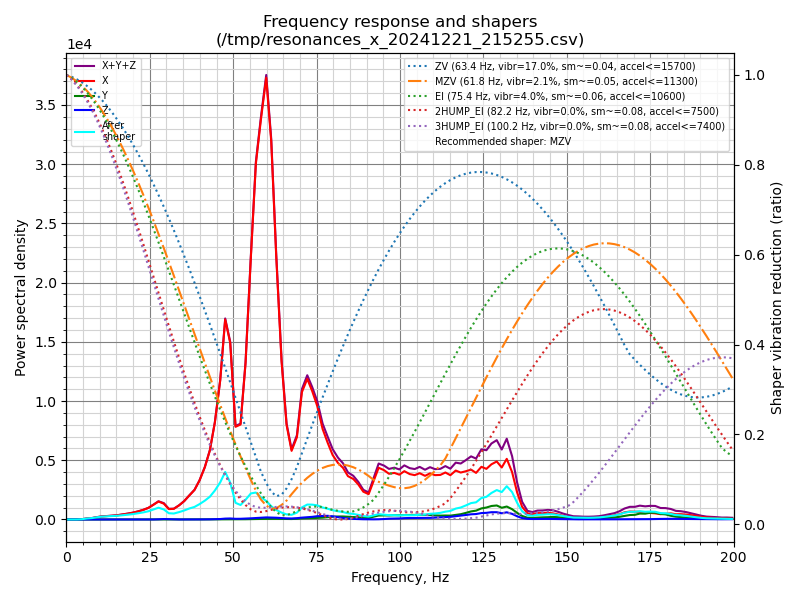 Frequency response and shapers
(/tmp/resonances_x_20241221_215255.csv)
1e4
X+Y+Z
X
Y
Z
After
shaper
ZV (63.4 Hz, vibr=17.0%, sm~=0.04, accel<=15700)
MZV (61.8 Hz, vibr=2.1%, sm~=0.05, accel<=11300)
EI (75.4 Hz, vibr=4.0%, sm~=0.06, accel<=10600)
2HUMP_EI (82.2 Hz, vibr=0.0%, sm~=0.08, accel<=7500)
3HUMP_EI (100.2 Hz, vibr=0.0%, sm~=0.08, accel<=7400)
Recommended shaper: MZV
Power spectral density
3.5
3.0
2.5
2.0
1.5
1.0
0.5
0.0
1.0
0.8
0.6
0.4
0.2
0.0
Shaper vibration reduction (ratio)
0 25 50 75 100 125 150 175 200
Frequency, Hz